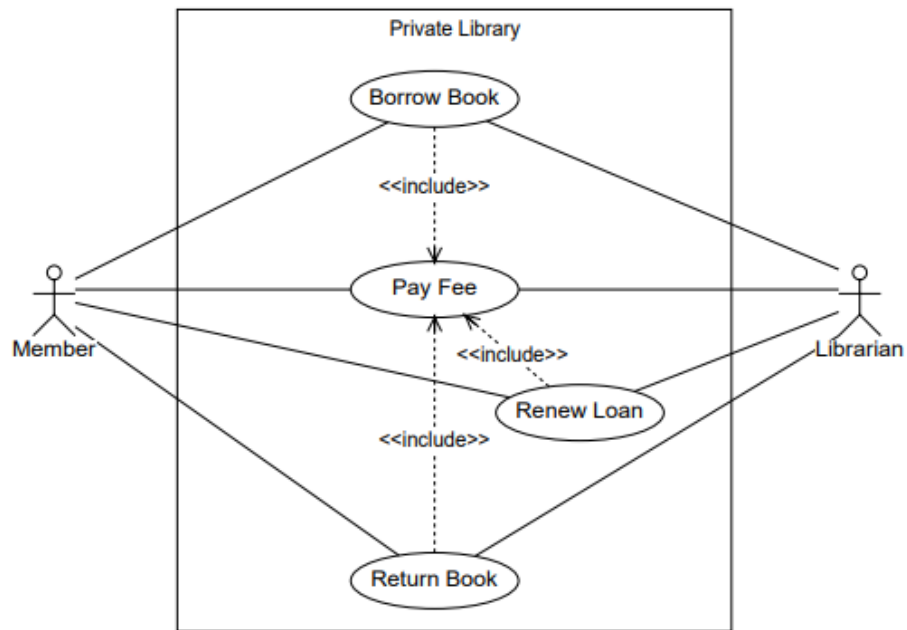 Private Library
Borrow Book
<<include>>
Pay Fee
Member
Librarian
<<include>>
Renew Loan
<<include>>
Return Book